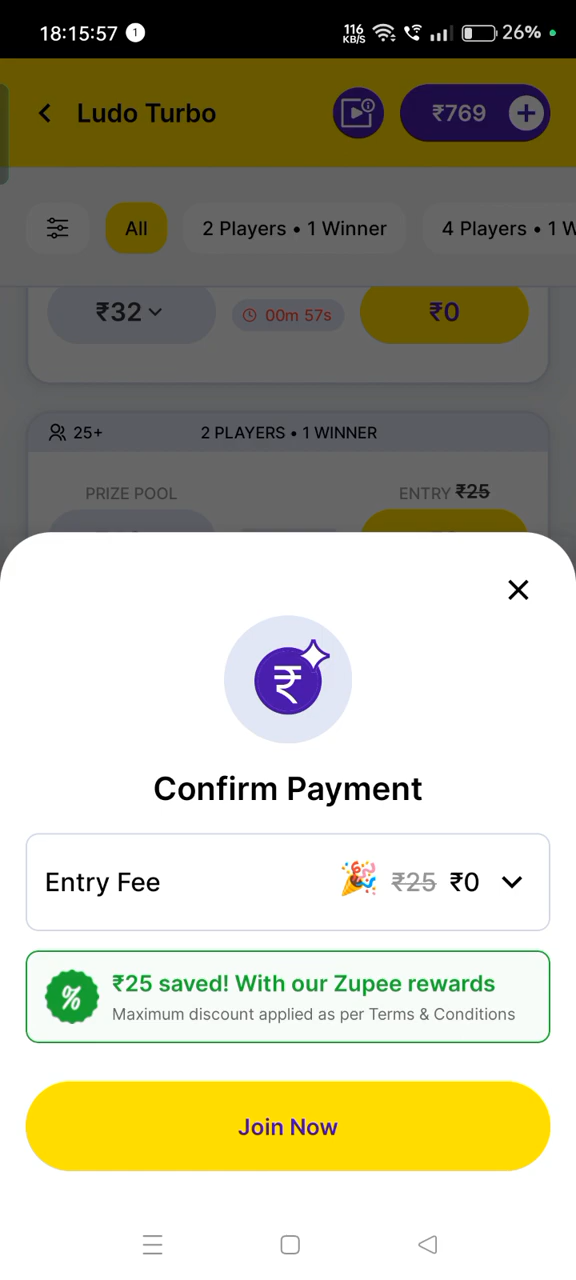 18:15:57 1 116 KB/S 26%
Ludo Turbo ₹769
All 2 Players • 1 Winner 4 Players • 1 W
₹32 00m 57s ₹0
25+ 2 PLAYERS • 1 WINNER
PRIZE POOL ENTRY ₹25
Confirm Payment
Entry Fee ₹25 ₹0
₹25 saved! With our Zupee rewards
Maximum discount applied as per Terms & Conditions
Join Now